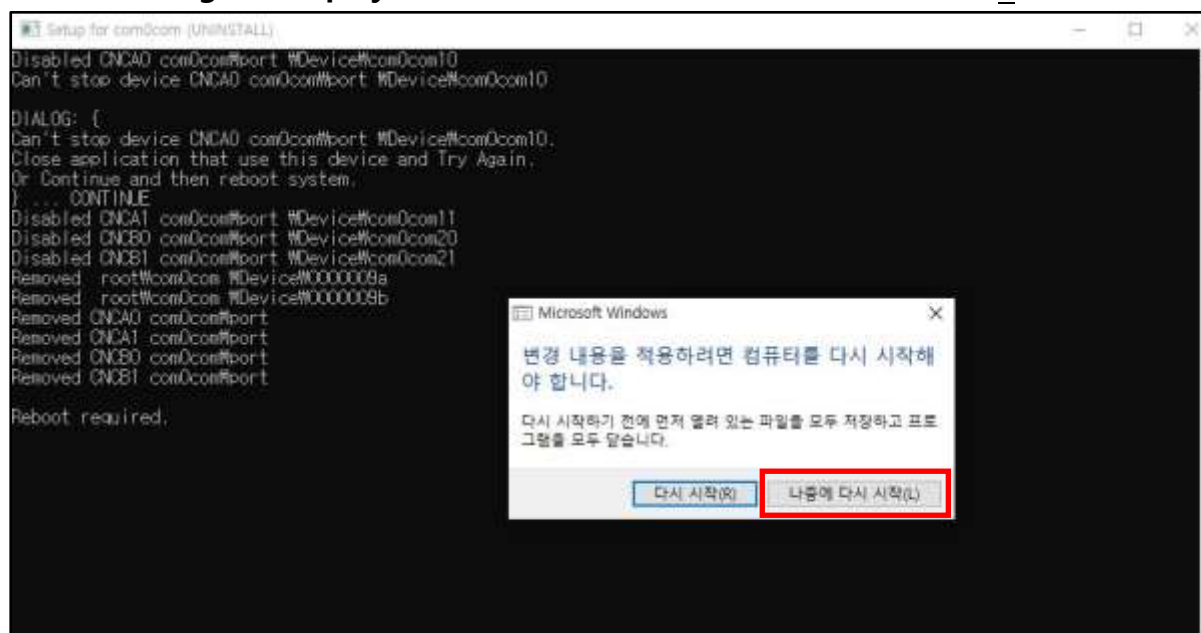 Setup for com0com (UNINSTALL)
Disabled CNCA0 com0com₩port ₩Device₩com0com10
Can't stop device CNCA0 com0com₩port ₩Device₩com0com10
DIALOG: {
Can't stop device CNCA0 com0com₩port ₩Device₩com0com10.
Close application that use this device and Try Again.
Or Continue and then reboot system.
} ... CONTINUE
Disabled CNCA1 com0com₩port ₩Device₩com0com11
Disabled CNCB0 com0com₩port ₩Device₩com0com20
Disabled CNCB1 com0com₩port ₩Device₩com0com21
Removed  root₩com0com ₩Device₩0000009a
Removed  root₩com0com ₩Device₩0000009b
Removed CNCA0 com0com₩port
Removed CNCA1 com0com₩port
Removed CNCB0 com0com₩port
Removed CNCB1 com0com₩port
Reboot required.
Microsoft Windows
변경 내용을 적용하려면 컴퓨터를 다시 시작해
야 합니다.
다시 시작하기 전에 먼저 열려 있는 파일을 모두 저장하고 프로
그램을 모두 닫습니다.
다시 시작(R) 나중에 다시 시작(L)